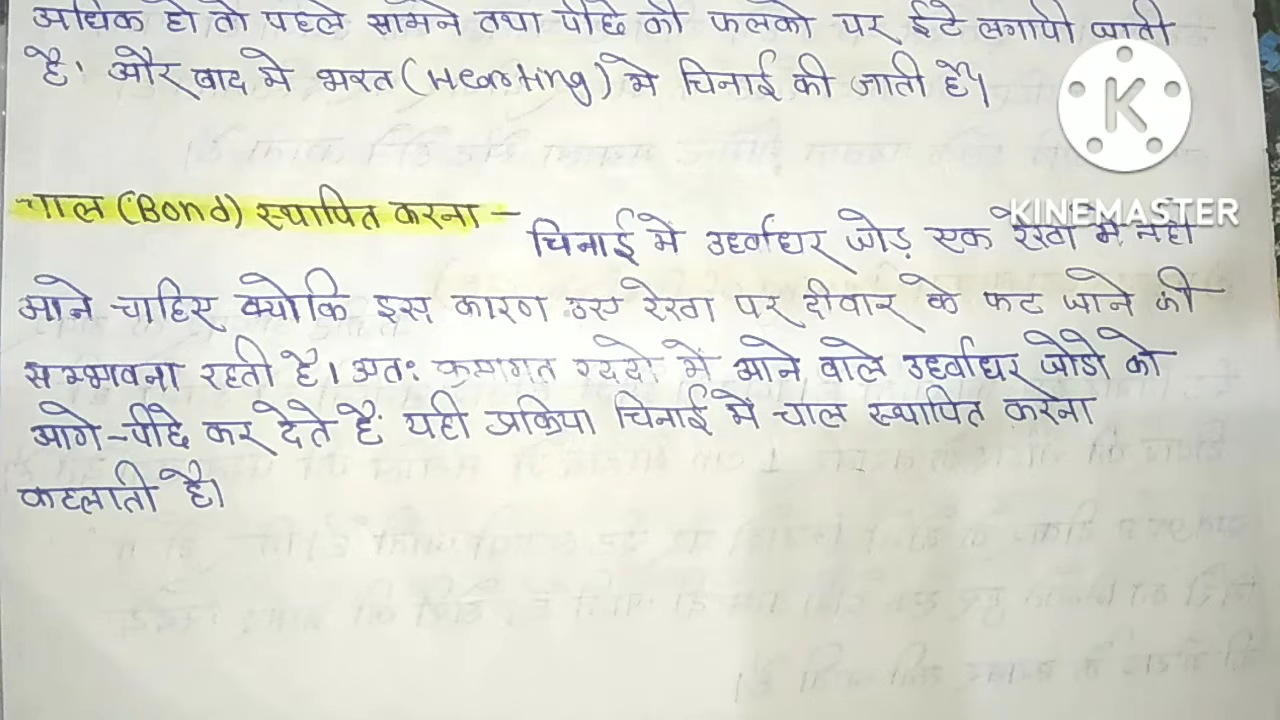 अधिक हो तो पहले सामने तथा पीछे की फलको पर ईटे लगायी जाती
है' और बाद मे भरत (Hearting) मे चिनाई की जाती है।
K
KINEMASTER
चाल (Bond) स्थापित करना -
चिनाई में उर्ध्वाधर जोड़ एक रेखा में नही
आने चाहिए क्योकि इस कारण उस रेखा पर दीवार के फट जाने की
सम्भावना रहती है। अतः क्रमागत रद्दो में आने वाले उर्ध्वाधर जोडो को
आगे-पीछे कर देते हैं यही प्रक्रिया चिनाई में चाल स्थापित करना
कहलाती है।